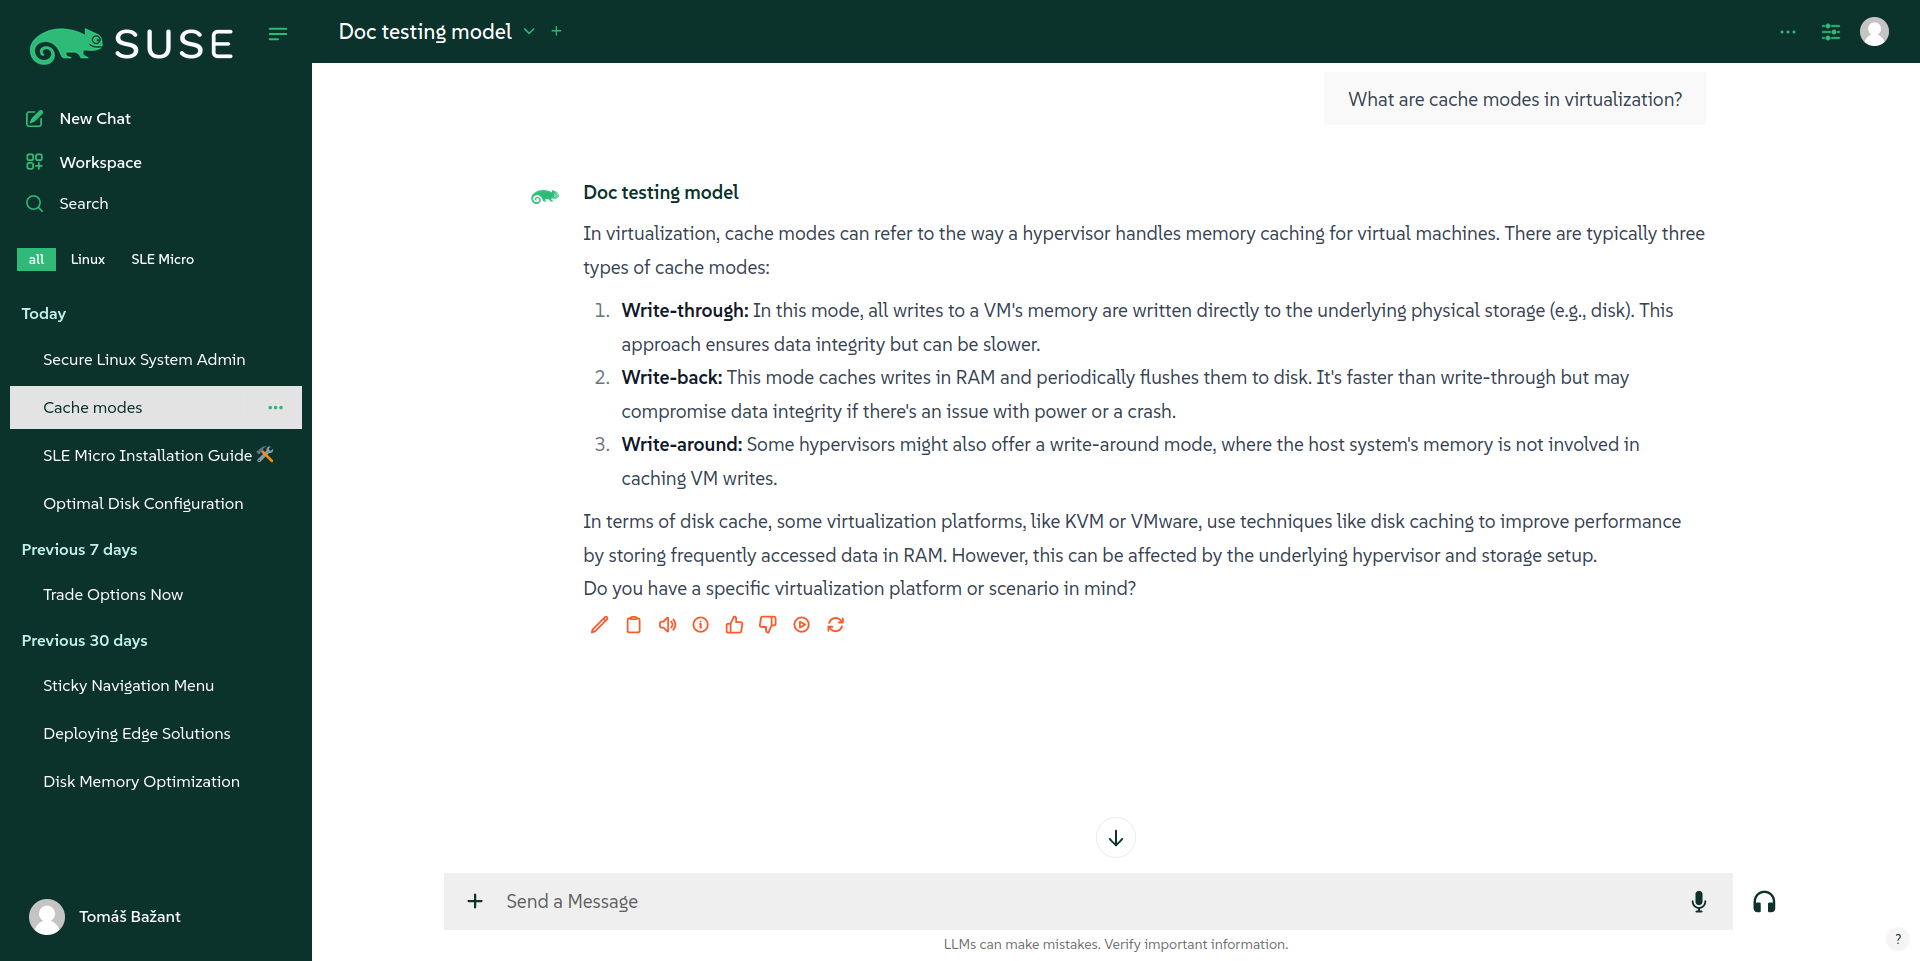 SUSE
New Chat
Workspace
Search
all Linux SLE Micro
Today
Secure Linux System Admin
Cache modes
SLE Micro Installation Guide 🛠️
Optimal Disk Configuration
Previous 7 days
Trade Options Now
Previous 30 days
Sticky Navigation Menu
Deploying Edge Solutions
Disk Memory Optimization
Tomáš Bažant
Doc testing model
What are cache modes in virtualization?
Doc testing model
In virtualization, cache modes can refer to the way a hypervisor handles memory caching for virtual machines. There are typically three
types of cache modes:
1. Write-through: In this mode, all writes to a VM's memory are written directly to the underlying physical storage (e.g., disk). This
approach ensures data integrity but can be slower.
2. Write-back: This mode caches writes in RAM and periodically flushes them to disk. It's faster than write-through but may
compromise data integrity if there's an issue with power or a crash.
3. Write-around: Some hypervisors might also offer a write-around mode, where the host system's memory is not involved in
caching VM writes.
In terms of disk cache, some virtualization platforms, like KVM or VMware, use techniques like disk caching to improve performance
by storing frequently accessed data in RAM. However, this can be affected by the underlying hypervisor and storage setup.
Do you have a specific virtualization platform or scenario in mind?
Send a Message
LLMs can make mistakes. Verify important information.
?